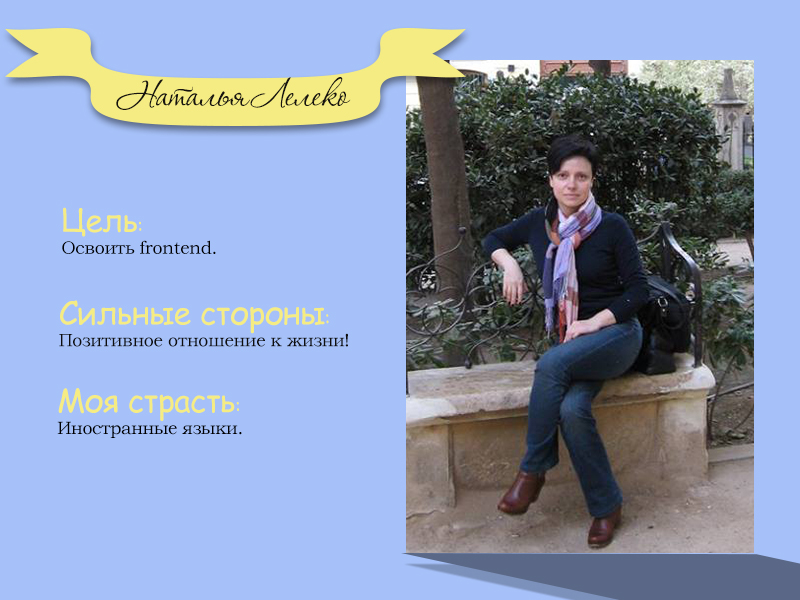 Наталья Лелеко
Цель:
Освоить frontend.
Сильные стороны:
Позитивное отношение к жизни!
Моя страсть:
Иностранные языки.